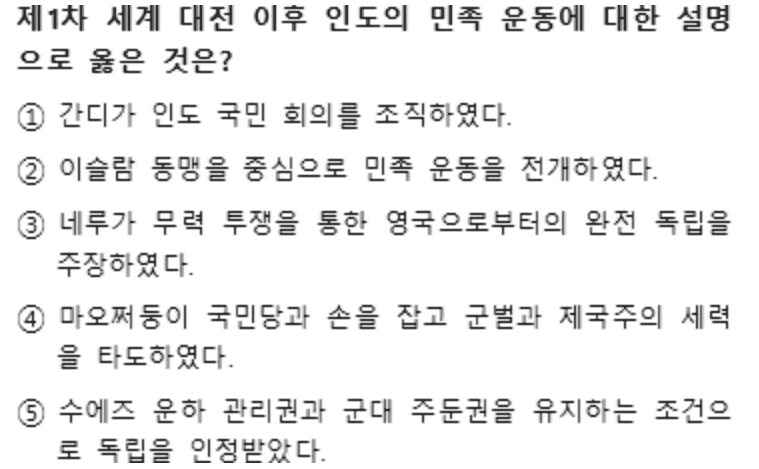 제1차 세계 대전 이후 인도의 민족 운동에 대한 설명
으로 옳은 것은?
① 간디가 인도 국민 회의를 조직하였다.
② 이슬람 동맹을 중심으로 민족 운동을 전개하였다.
③ 네루가 무력 투쟁을 통한 영국으로부터의 완전 독립을
주장하였다.
④ 마오쩌둥이 국민당과 손을 잡고 군벌과 제국주의 세력
을 타도하였다.
⑤ 수에즈 운하 관리권과 군대 주둔권을 유지하는 조건으
로 독립을 인정받았다.